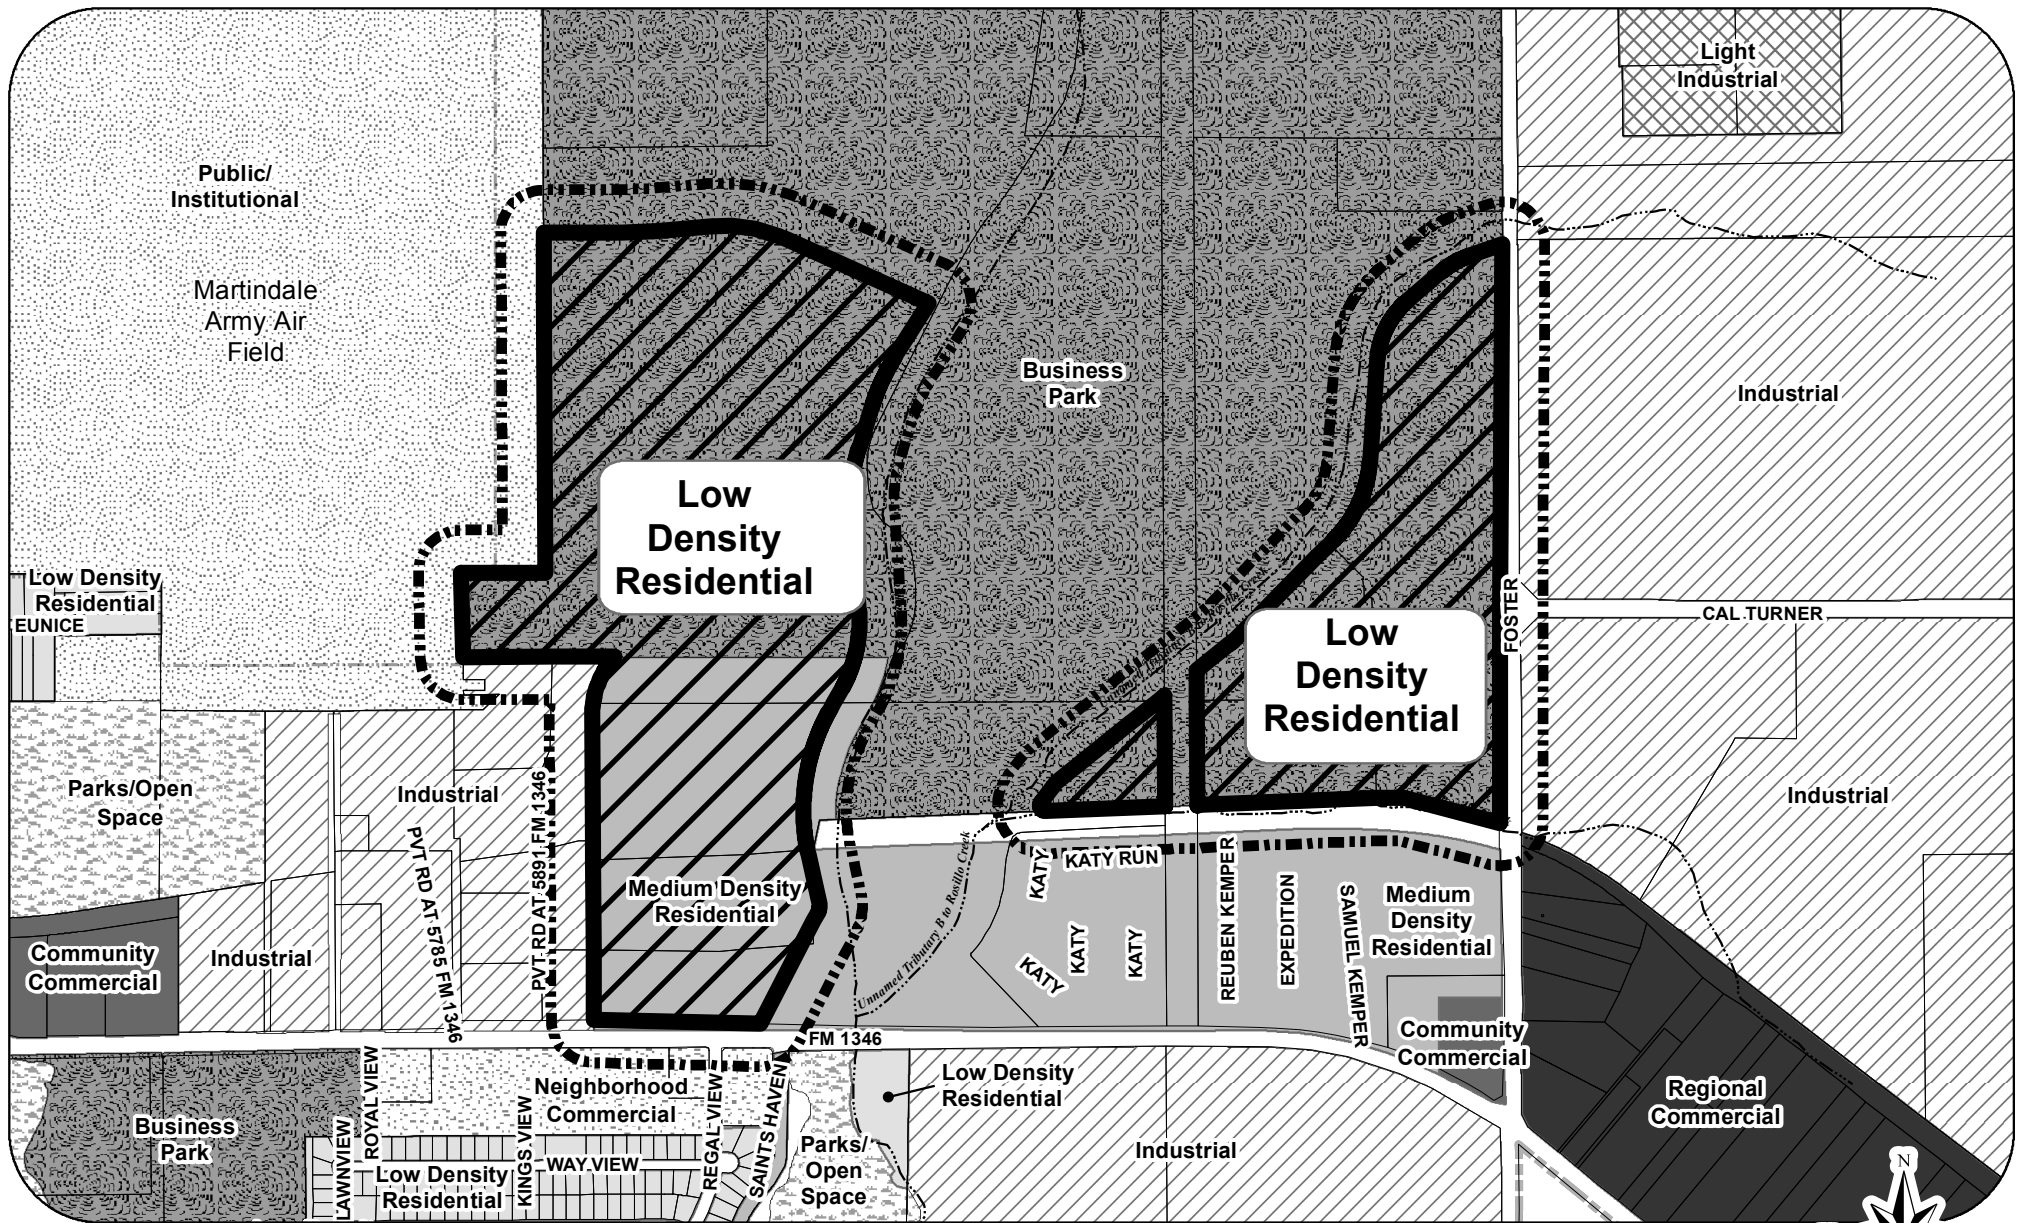 Light
Industrial
Public/
Institutional
Martindale
Army Air
Field
Business
Park
Industrial
Low
Density
Residential
Low Density
Residential
EUNICE
FOSTER
CAL TURNER
Low
Density
Residential
Parks/Open
Space
Industrial
Industrial
PVT RD AT 5785 FM 1346
PVT RD AT 5891 FM 1346
Medium Density
Residential
Unnamed Tributary B to Rosillo Creek
KATY RUN
KATY
KATY
KATY
KATY
REUBEN KEMPER
EXPEDITION
SAMUEL KEMPER
Medium
Density
Residential
Community
Commercial
Industrial
FM 1346
Community
Commercial
Neighborhood
Commercial
Low Density
Residential
Regional
Commercial
Business
Park
LAWNVIEW
ROYAL VIEW
KINGS VIEW
WAY VIEW
REGAL VIEW
SAINTS HAVEN
Low Density
Residential
Parks/
Open
Space
Industrial
N